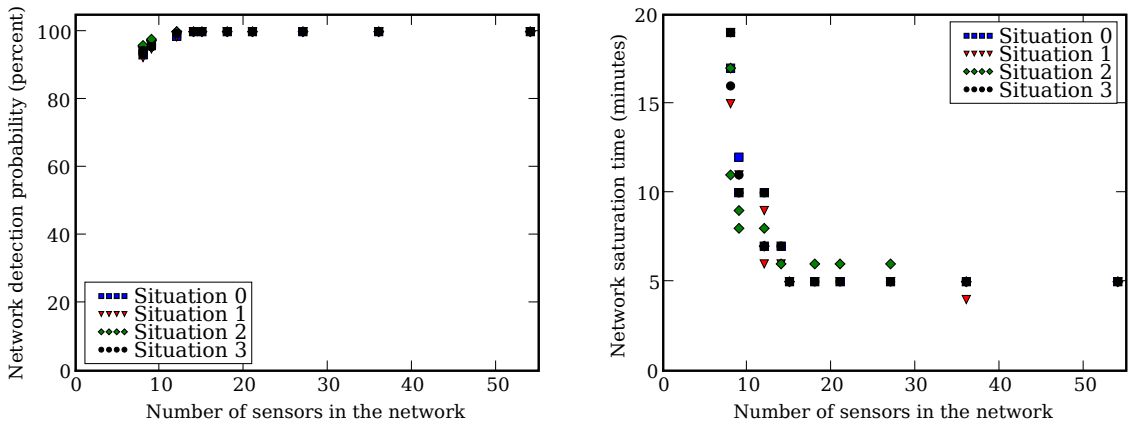 Network detection probability (percent)
100
80
60
40
20
0
Situation 0
Situation 1
Situation 2
Situation 3
0 10 20 30 40 50
Number of sensors in the network
Network saturation time (minutes)
20
15
10
5
0
Situation 0
Situation 1
Situation 2
Situation 3
0 10 20 30 40 50
Number of sensors in the network